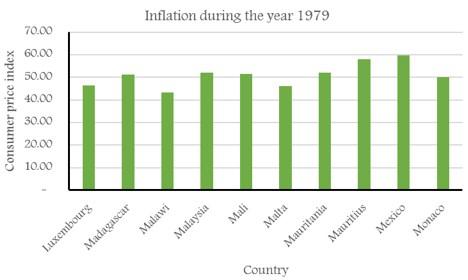 Inflation during the year 1979
Consumer price index
70.00
60.00
50.00
40.00
30.00
20.00
10.00
-
Luxembourg
Madagascar
Malawi
Malaysia
Mali
Malta
Mauritania
Mauritius
Mexico
Monaco
Country